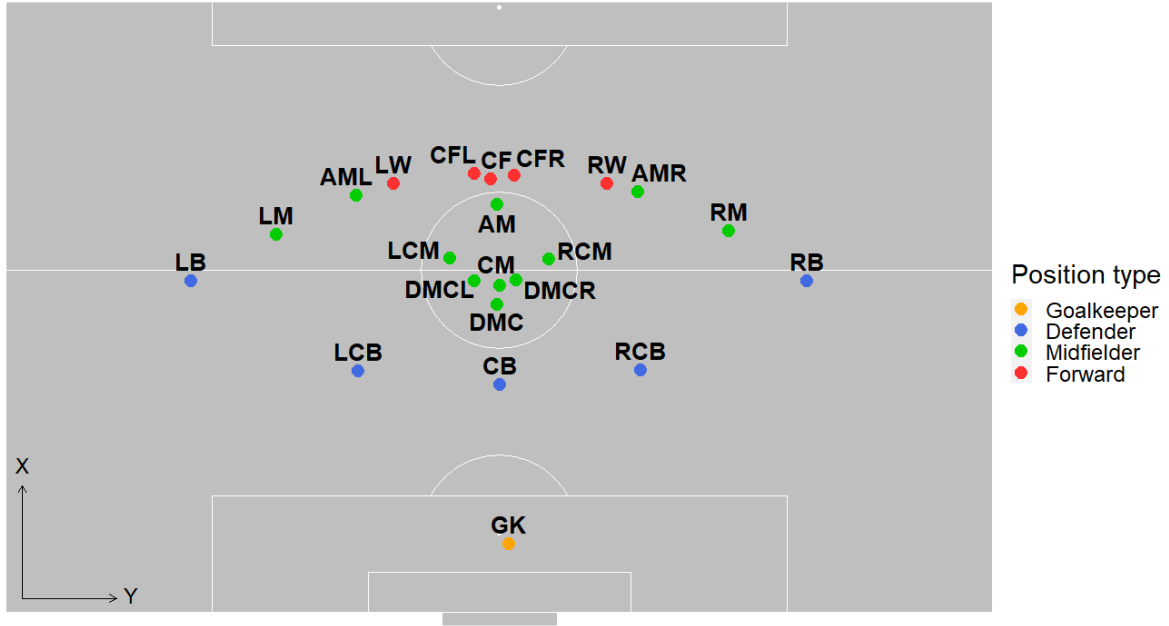 CFL CF CFR
LW RW
AML AMR
LM AM RM
LCM RCM
LB CM RB
DMCL DMCR
DMC
LCB CB RCB
GK
X
Y
Position type
Goalkeeper
Defender
Midfielder
Forward